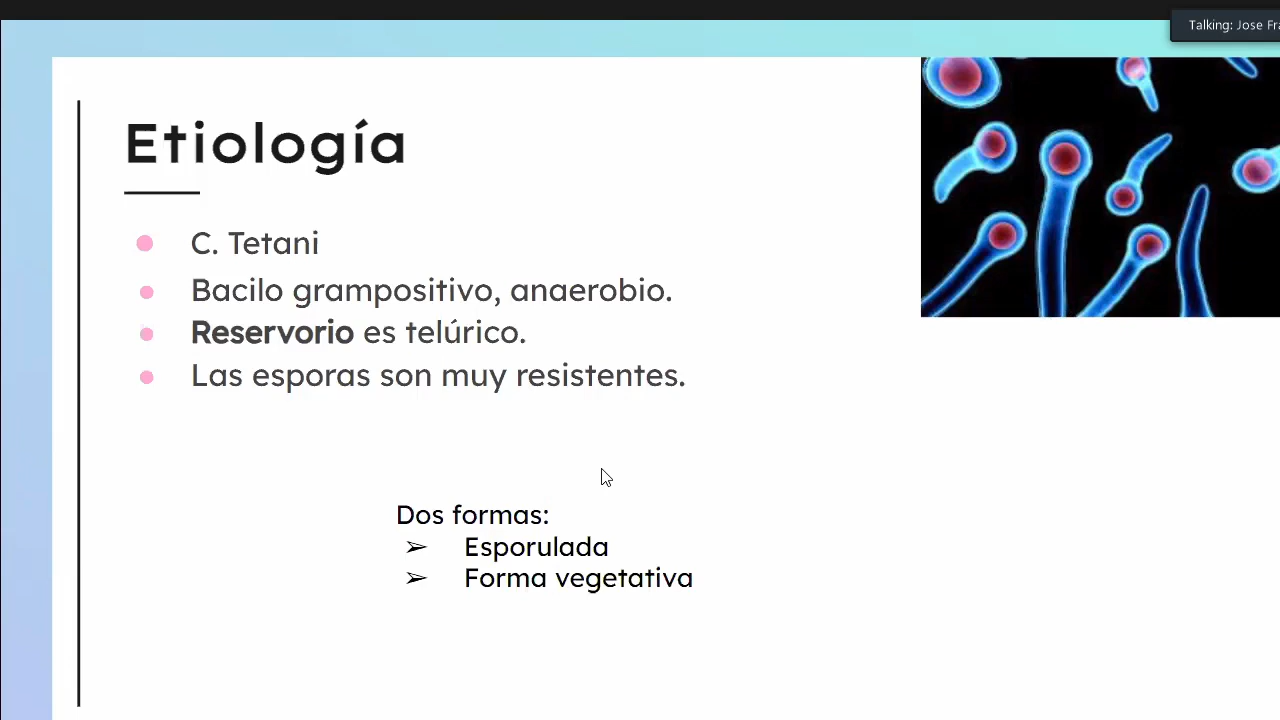 Talking: Jose Fra
Etiología
C. Tetani
Bacilo grampositivo, anaerobio.
Reservorio es telúrico.
Las esporas son muy resistentes.
Dos formas:
➢ Esporulada
➢ Forma vegetativa